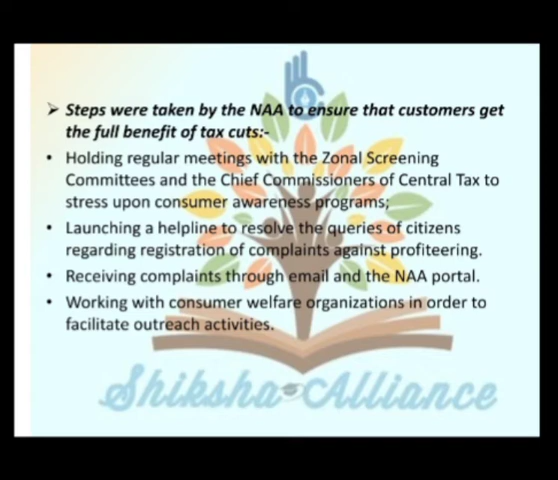 ➢ Steps were taken by the NAA to ensure that customers get
the full benefit of tax cuts:-
• Holding regular meetings with the Zonal Screening
Committees and the Chief Commissioners of Central Tax to
stress upon consumer awareness programs;
• Launching a helpline to resolve the queries of citizens
regarding registration of complaints against profiteering.
• Receiving complaints through email and the NAA portal.
• Working with consumer welfare organizations in order to
facilitate outreach activities.
Shiksha Alliance